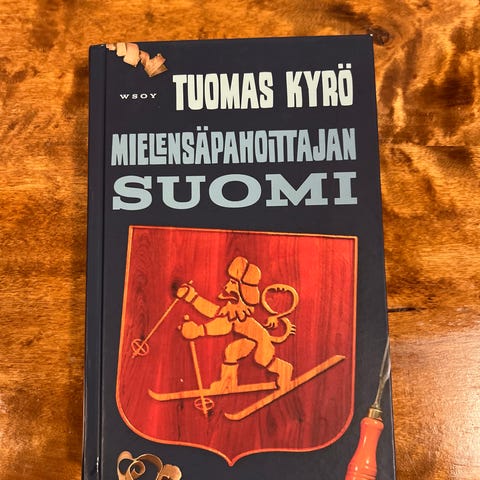 WSOY
TUOMAS KYRÖ
MIELENSÄPAHOITTAJAN
SUOMI